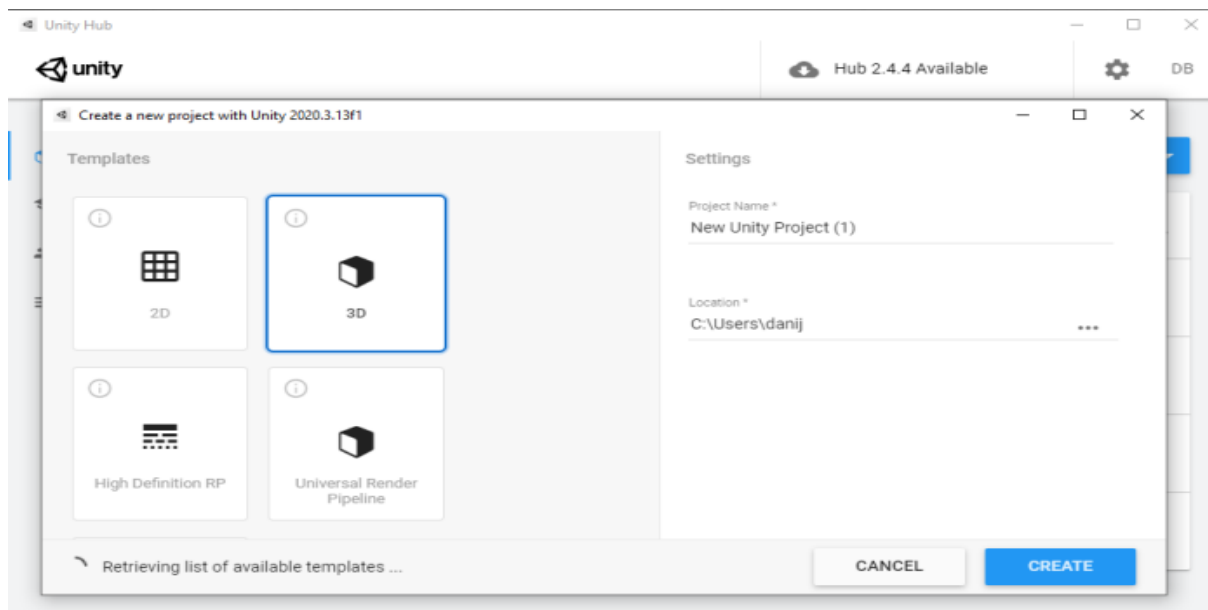 Unity Hub
unity
Hub 2.4.4 Available
DB
Create a new project with Unity 2020.3.13f1
Templates
2D
3D
High Definition RP
Universal Render
Pipeline
Settings
Project Name *
New Unity Project (1)
Location *
C:\Users\danij
...
Retrieving list of available templates ...
CANCEL
CREATE